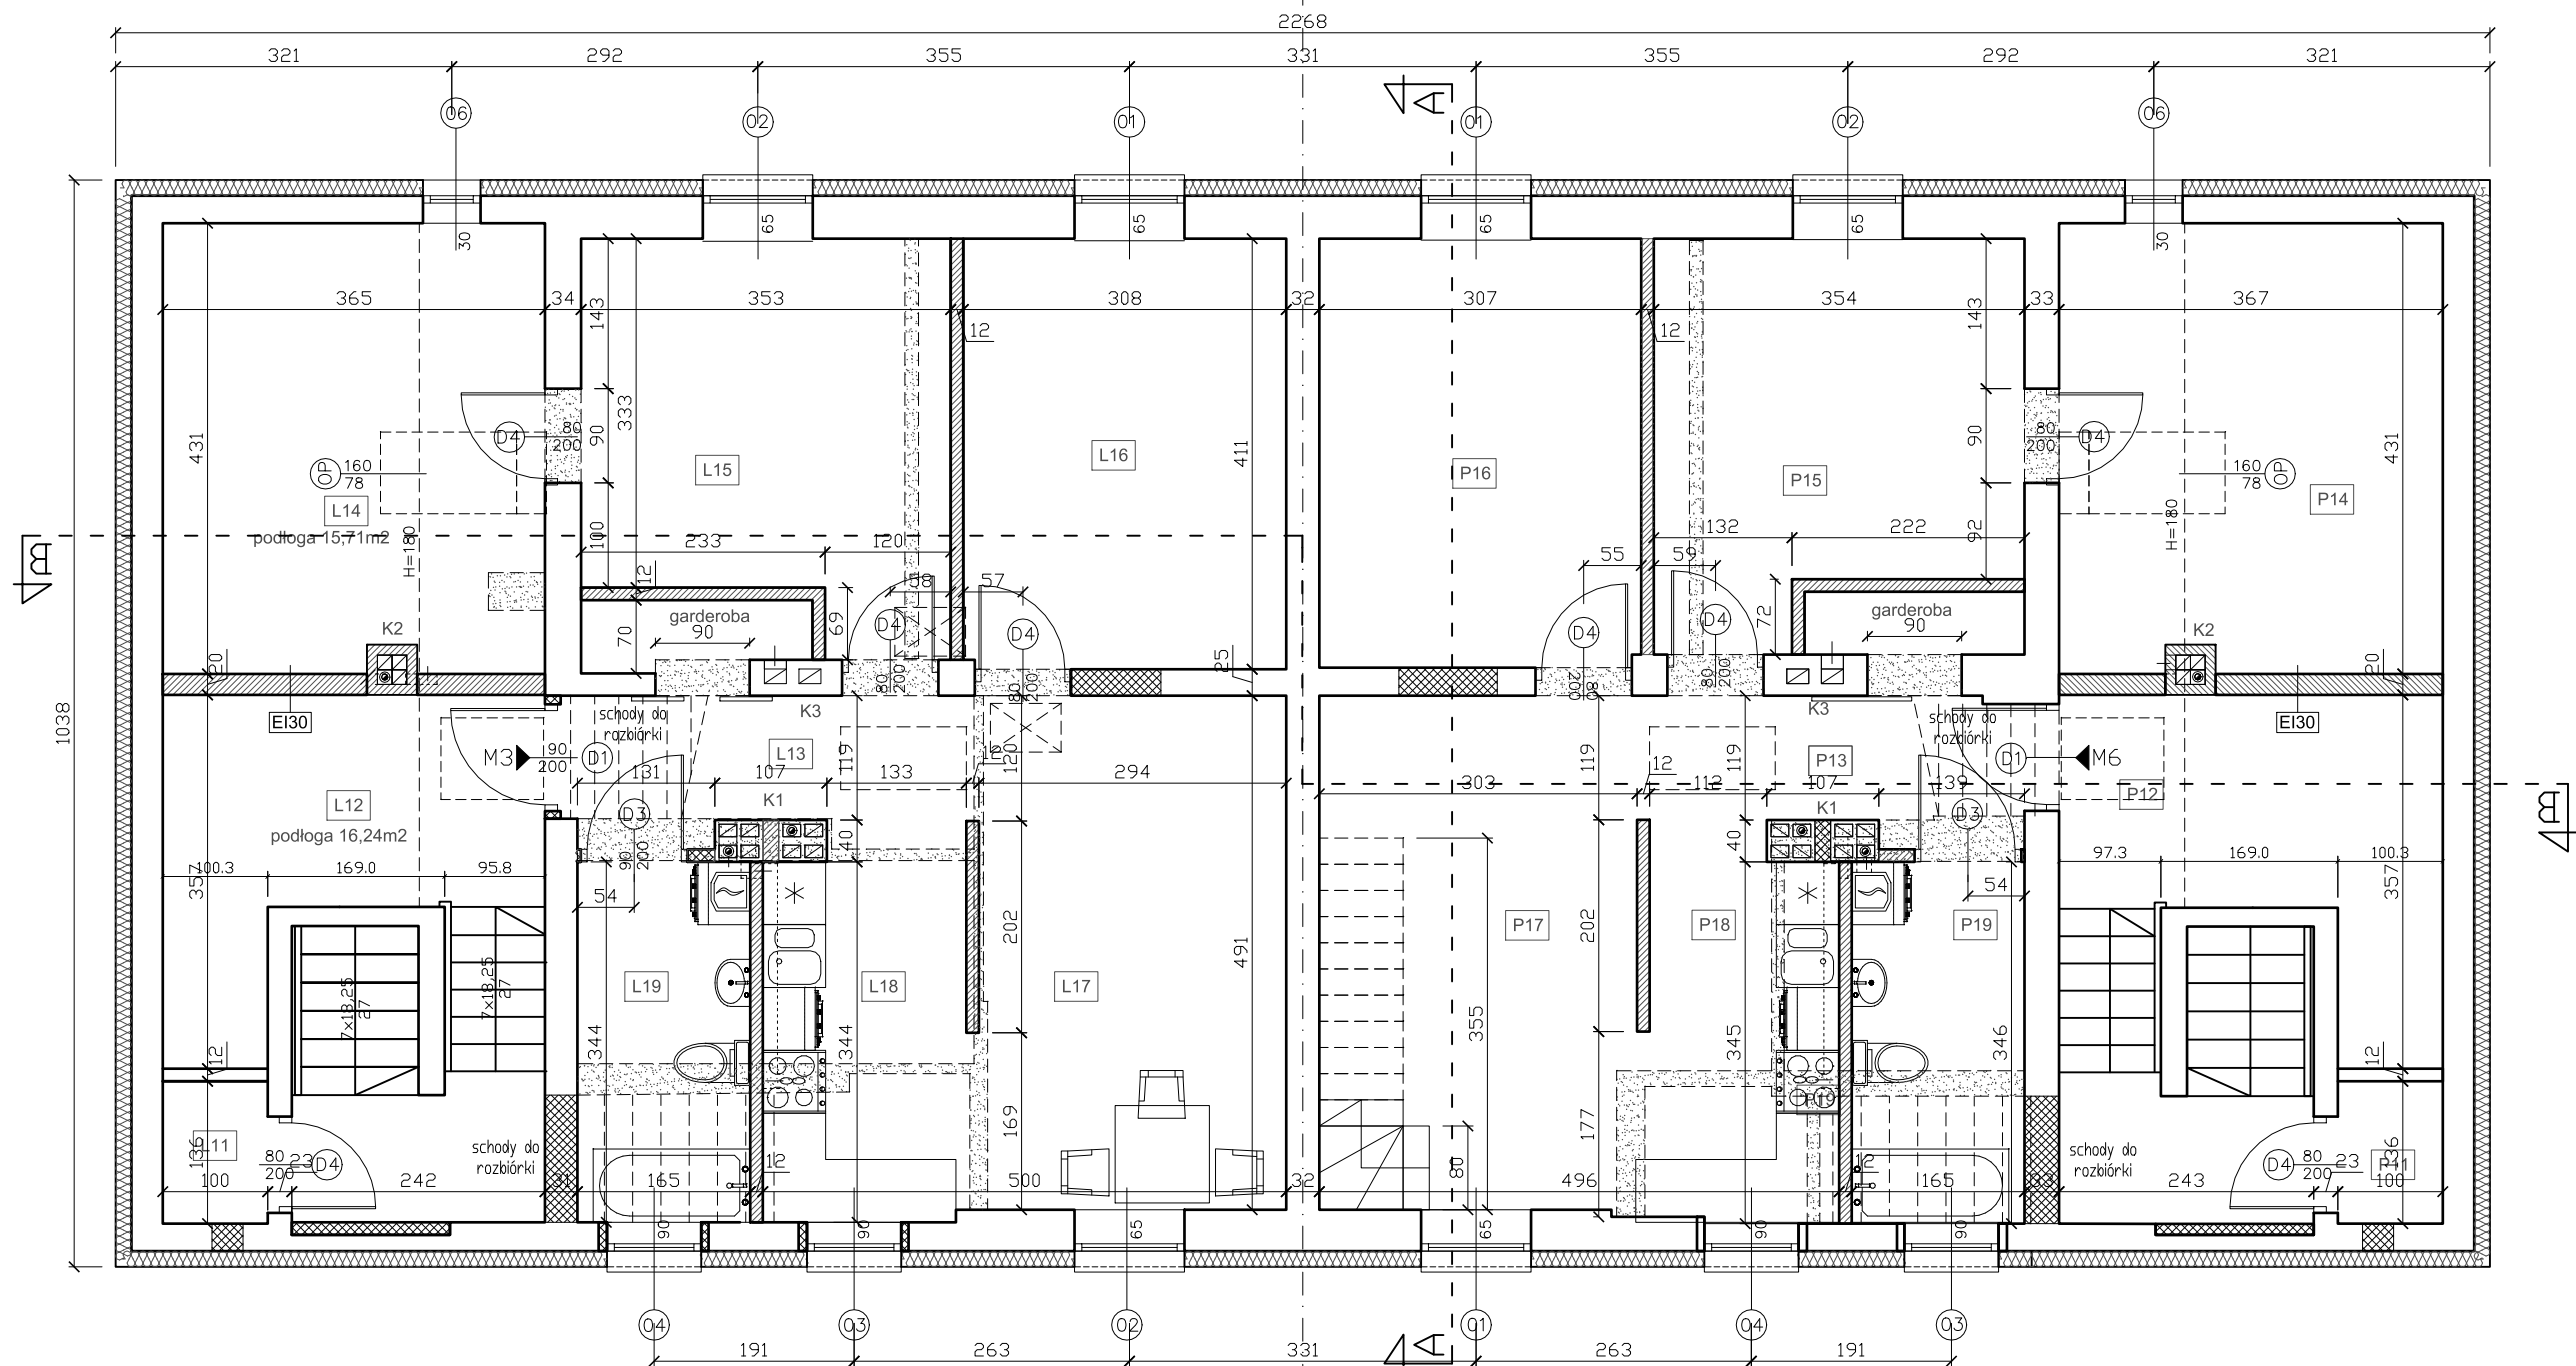 2268
321 292 355 331 355 292 321
06 02 01 A 01 02 06
30 65 65 65 65 30
365 34 353 308 32 307 354 33 367
143 12 12 143
431 333 90 411 90 431
D4 80 200 80 200 D4
L15 L16 P16 P15
OP 160 78 160 78 OP
L14 P14
podłoga 15,71m2
H=180 H=180
B
100 233 120 132 222 92
12 58 57 55 59
garderoba garderoba
90 69 D4 D4 D4 D4 72 90
70
K2 K2
20 25 20
80 200 80 200 80 200 80 200
EI30 EI30
schody do rozbiórki
K3 K3
schody do rozbiórki
1038
M3 90 200 D1 L13 119 12 120 119 12 119 P13 D1 M6
131 107 133 294 303 112 107 139
L12 K1 K1 P12 B
podłoga 16,24m2
D3 40 40 D3
90 200
357 100.3 169.0 95.8 54 54 97.3 169.0 100.3 357
202 491 P17 202 P18 P19
L19 L18 L17
7x18,25 27 7x18,25 27
344 344 355 345 346
12 12
169 177 P19
L11 136 80 200 23 D4
schody do rozbiórki
80
schody do rozbiórki
D4 80 200 23 P11 136
100 242 31 165 12 500 32 496 12 165 33 243 100
90 90 65 65 90 90
04 03 02 01 04 03
191 263 331 A 263 191